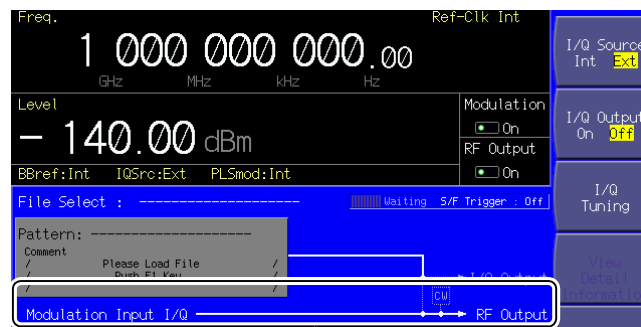 Freq.
Ref-Clk Int
1 000 000 000.00
GHz MHz kHz Hz
Level
- 140.00 dBm
Modulation
On
RF Output
On
BBref:Int IQSrc:Ext PLSmod:Int
File Select : --------------------
Waiting S/F Trigger : Off
Pattern: --------------------
Comment
/ Please Load File /
/ Push F1 Key /
/ /
I/Q Output
CW
Modulation Input I/Q
RF Output
I/Q Source
Int Ext
I/Q Output
On Off
I/Q
Tuning
View
Detail
Informatio